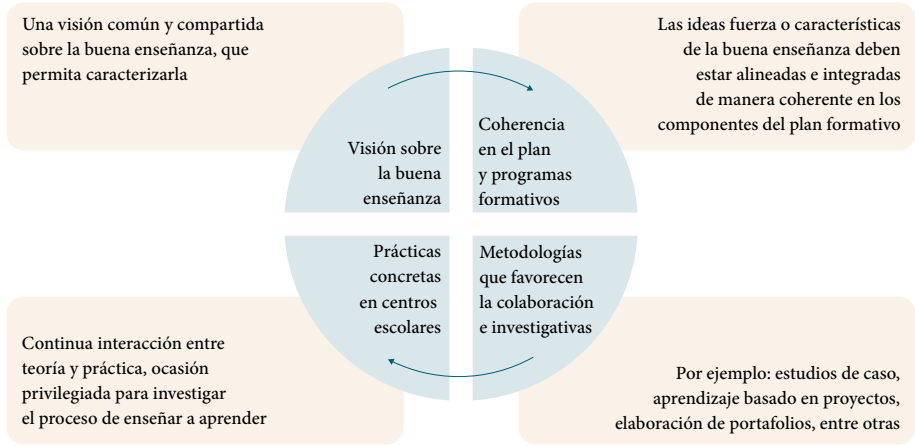 Una visión común y compartida
sobre la buena enseñanza, que
permita caracterizarla
Las ideas fuerza o características
de la buena enseñanza deben
estar alineadas e integradas
de manera coherente en los
componentes del plan formativo
Visión sobre
la buena
enseñanza
Coherencia
en el plan
y programas
formativos
Prácticas
concretas
en centros
escolares
Metodologías
que favorecen
la colaboración
e investigativas
Continua interacción entre
teoría y práctica, ocasión
privilegiada para investigar
el proceso de enseñar a aprender
Por ejemplo: estudios de caso,
aprendizaje basado en proyectos,
elaboración de portafolios, entre otras